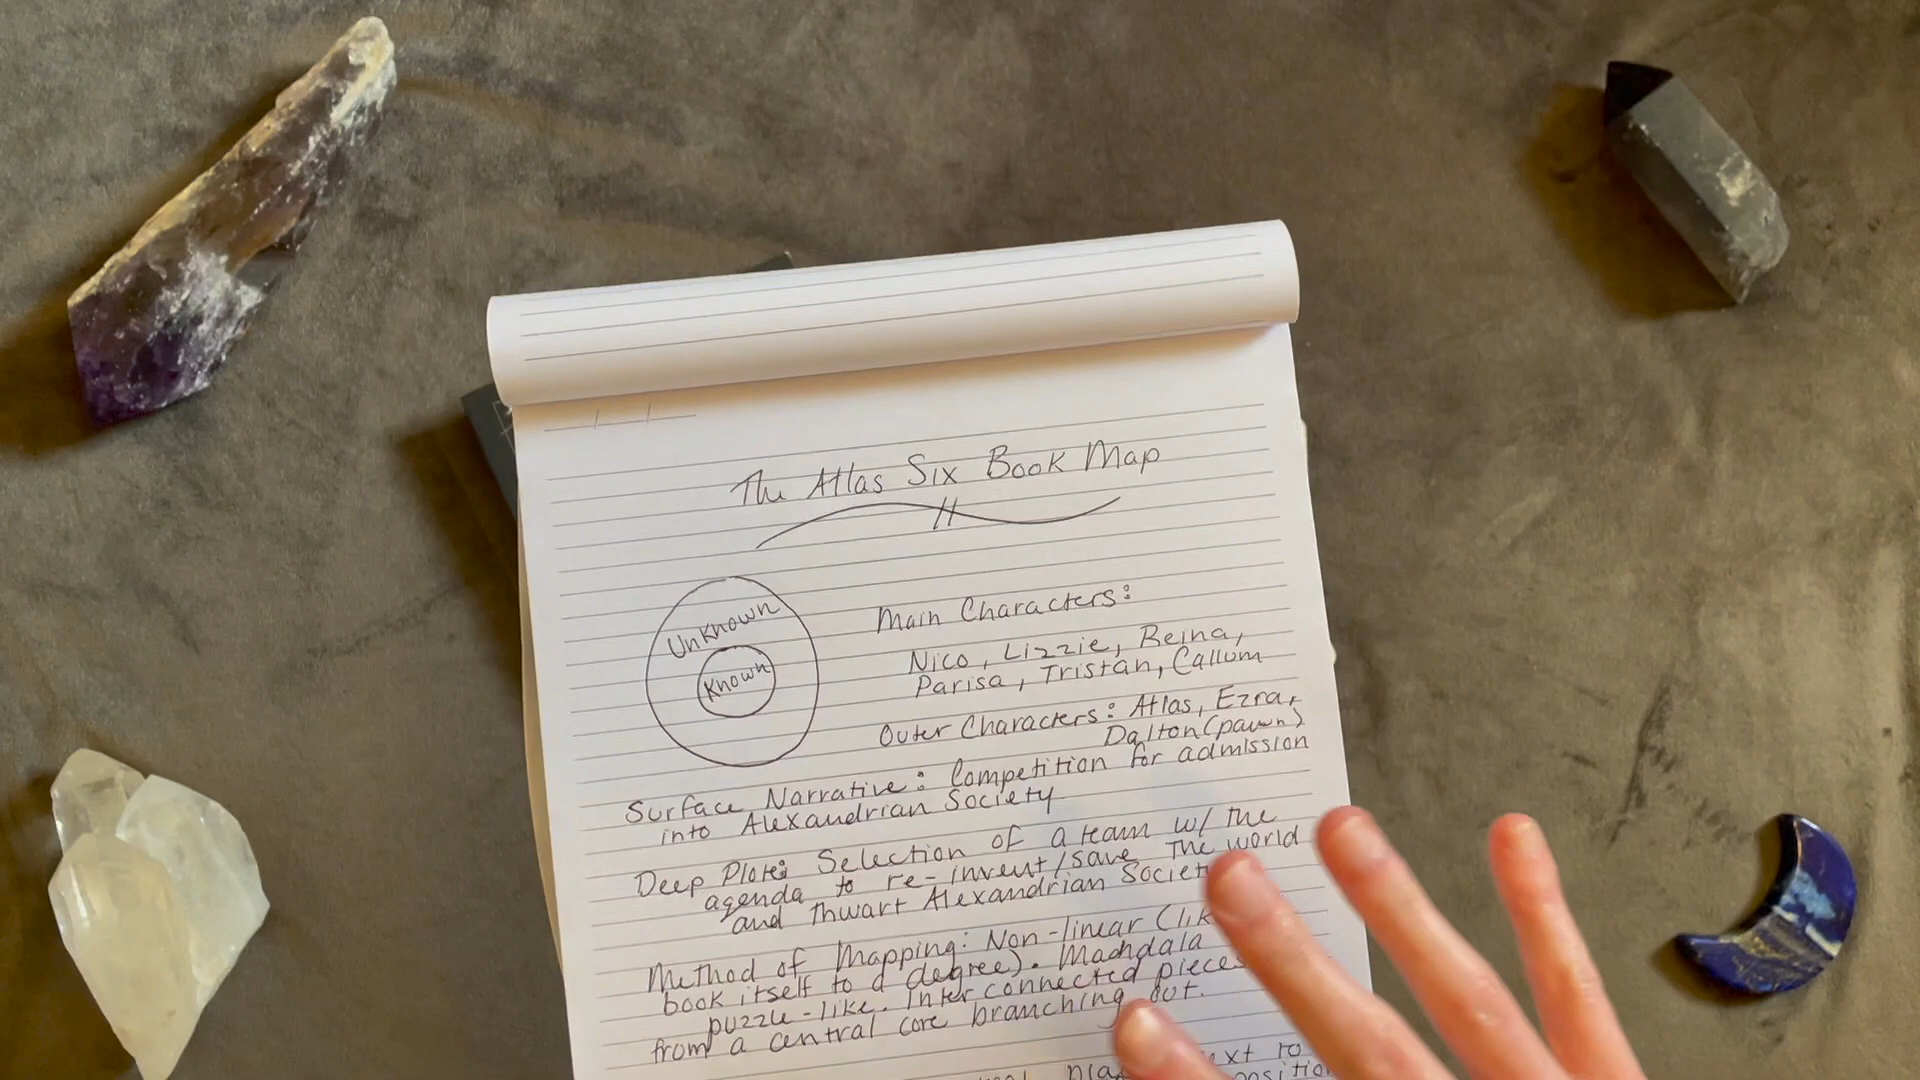 The Atlas Six Book Map
Unknown
Known
Main Characters:
Nico, Lizzie, Reina,
Parisa, Tristan, Callum
Outer Characters: Atlas, Ezra,
Dalton (pawn)
Surface Narrative: Competition for admission
into Alexandrian Society
Deep Plot: Selection of a team w/ the
agenda to re-invent/save the world
and thwart Alexandrian
Method of Mapping: Non-linear
book itself to a degree). Mandala
puzzle-like. Interconnected pieces
from a central core branching out.
to